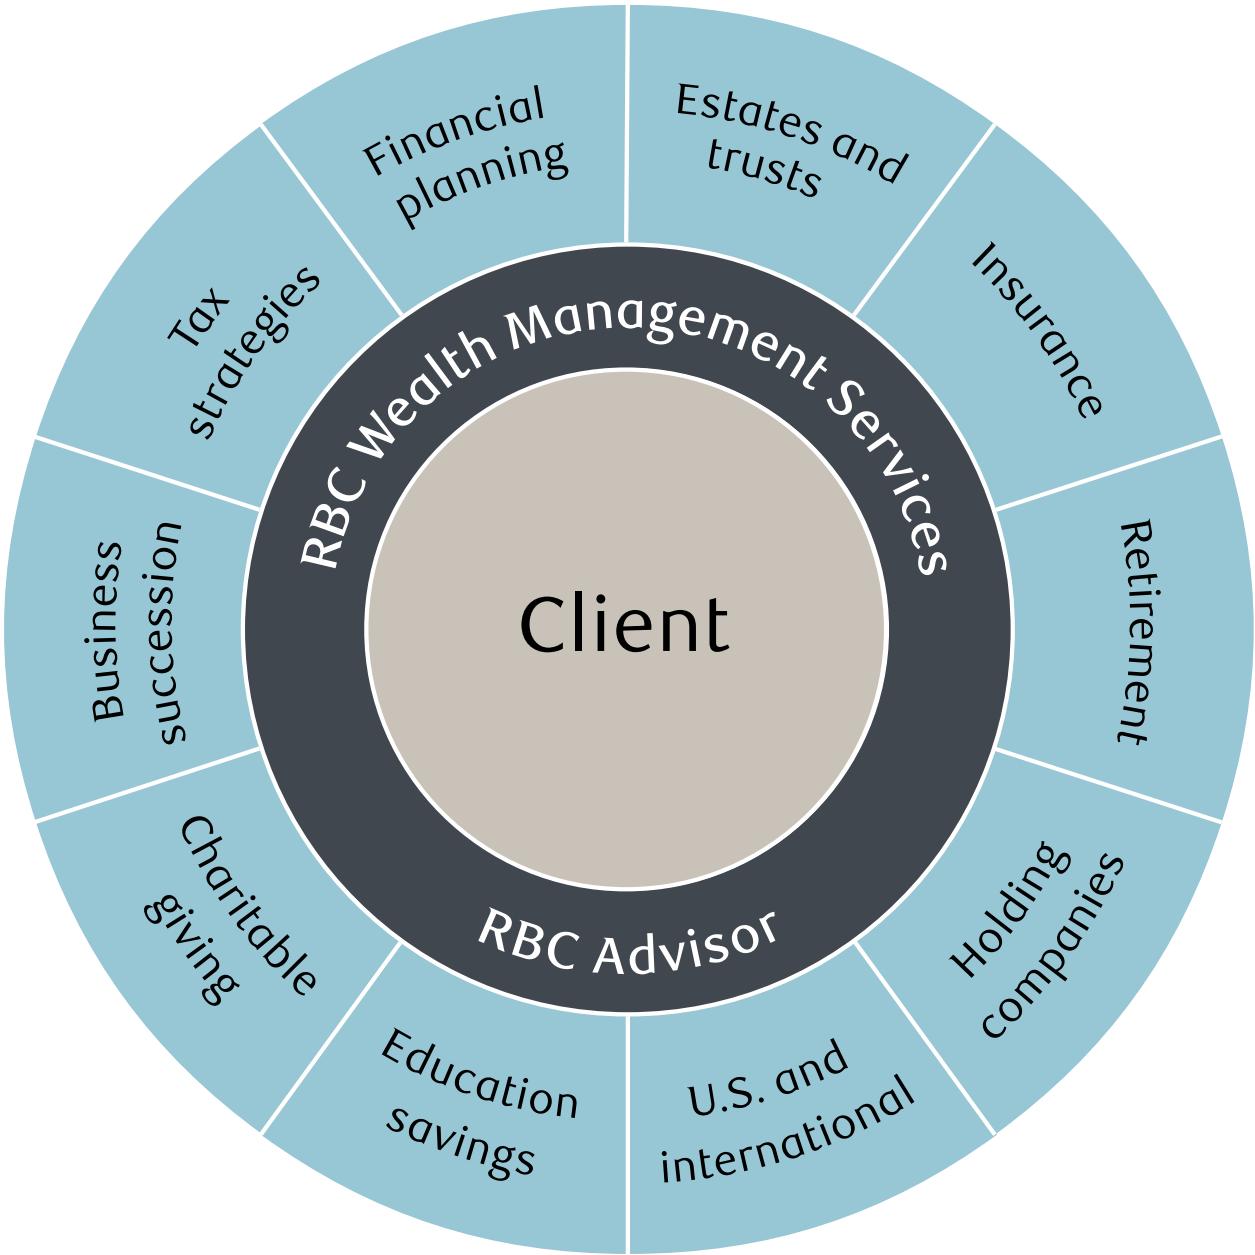 Financial
planning
Estates and
trusts
Insurance
Retirement
Holding
companies
U.S. and
international
Education
savings
Charitable
giving
Business
succession
Tax
strategies
RBC Wealth Management Services
Client
RBC Advisor